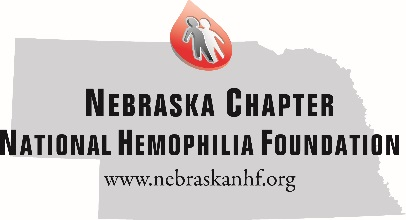 NEBRASKA CHAPTER
NATIONAL HEMOPHILIA FOUNDATION
www.nebraskanhf.org